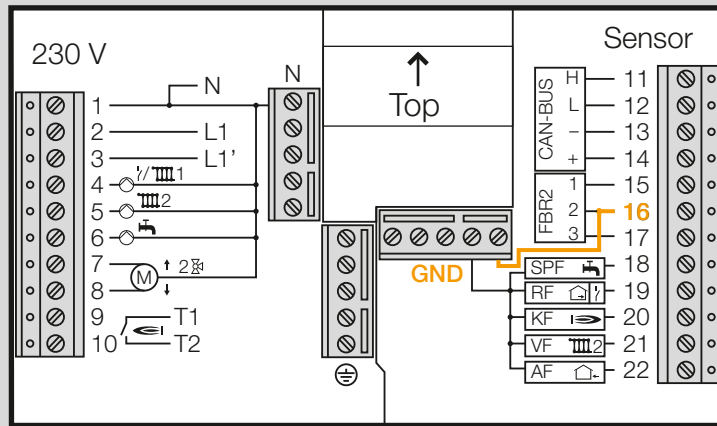 230 V
Sensor
N
N
Top
1
2
L1
3
L1'
4
1
5
2
6
7
M
2
8
9
T1
10
T2
GND
CAN-BUS
H
11
L
12
–
13
+
14
FBR2
1
15
2
16
3
17
SPF
18
RF
19
KF
20
VF
2
21
AF
22